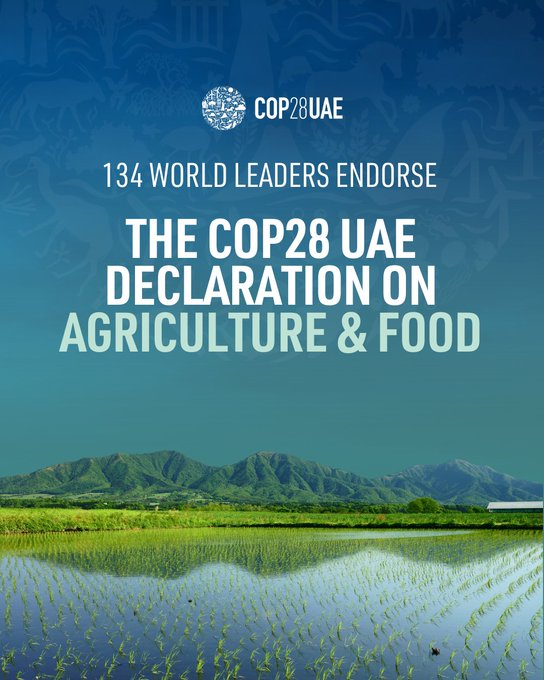 COP28UAE
134 WORLD LEADERS ENDORSE
THE COP28 UAE
DECLARATION ON
AGRICULTURE & FOOD